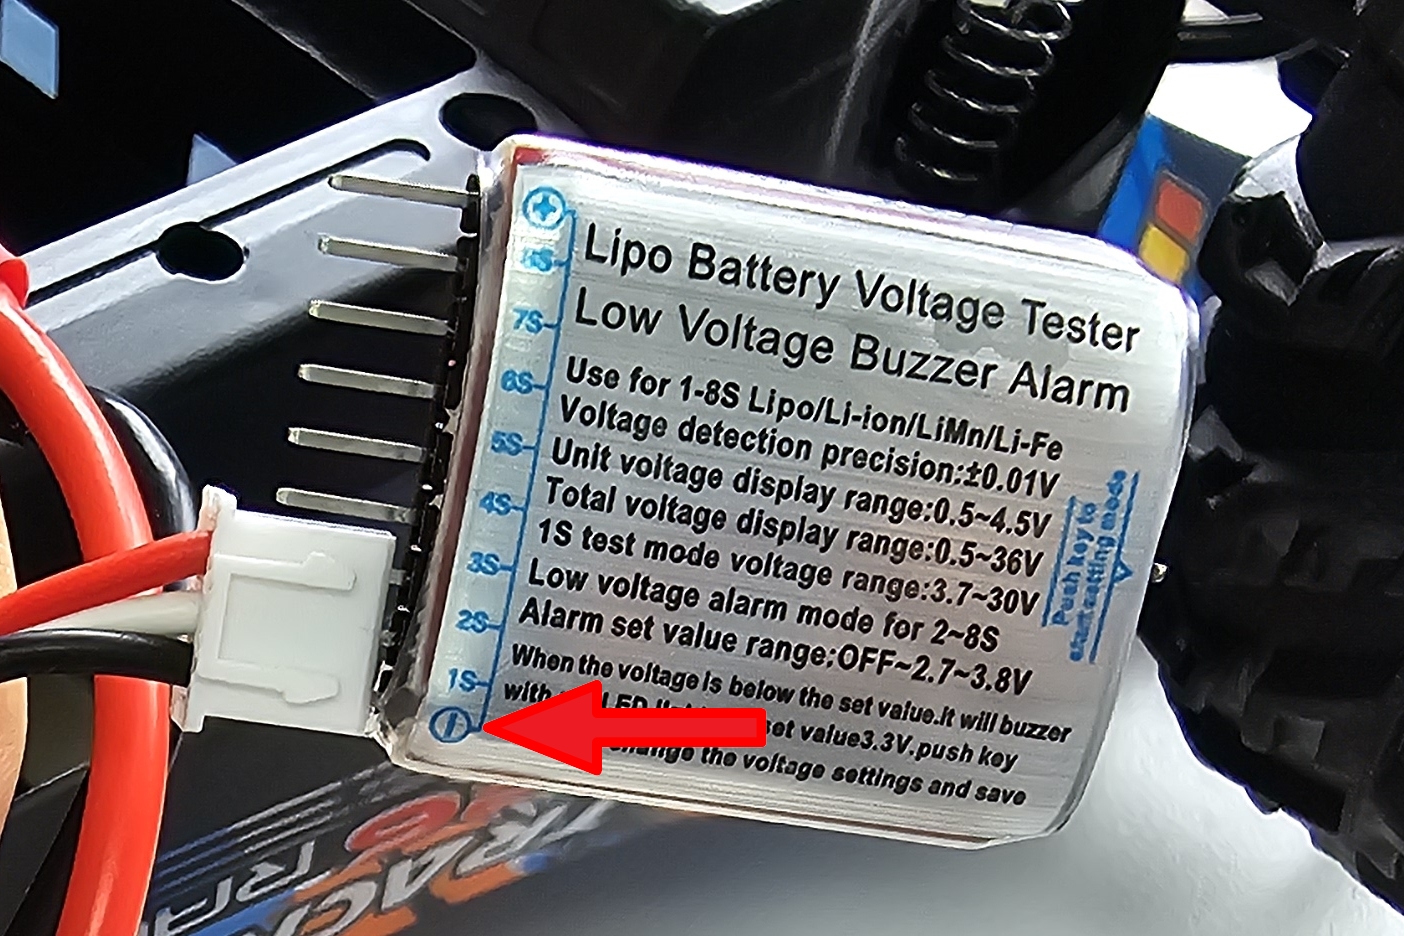 Lipo Battery Voltage Tester
Low Voltage Buzzer Alarm
Use for 1-8S Lipo/Li-ion/LiMn/Li-Fe
Voltage detection precision:±0.01V
Unit voltage display range:0.5~4.5V
Total voltage display range:0.5~36V
1S test mode voltage range:3.7~30V
Low voltage alarm mode for 2~8S
Alarm set value range:OFF~2.7~3.8V
When the voltage is below the set value.it will buzzer
with LED set value3.3V.push key
change the voltage settings and save
8S
7S
6S
5S
4S
3S
2S
1S
Push key to
start setting mode